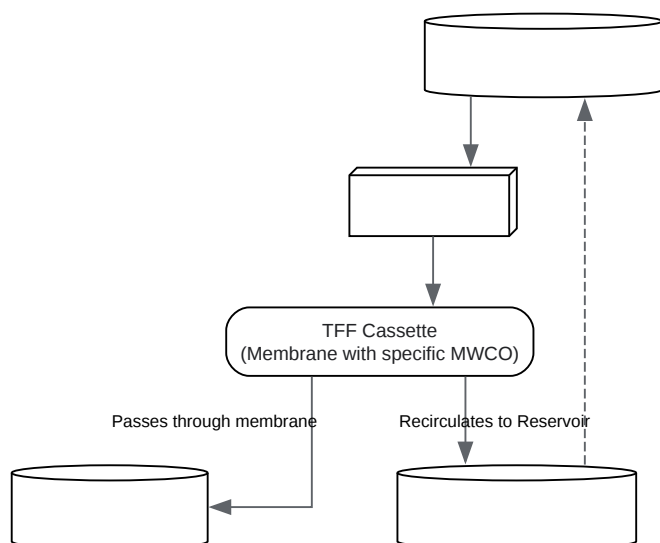 TFF Cassette
(Membrane with specific MWCO)
Passes through membrane
Recirculates to Reservoir